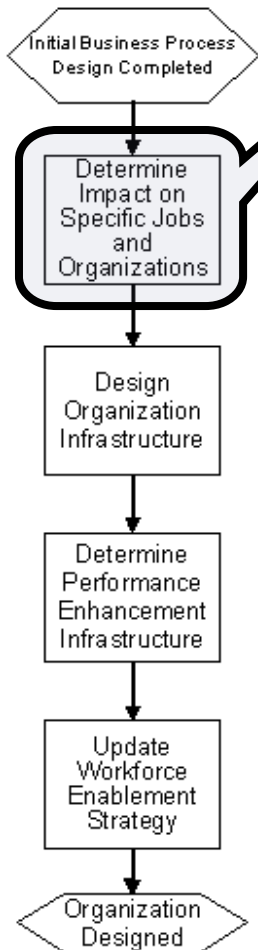 Initial Business Process
Design Completed
Determine
Impact on
Specific Jobs
and
Organizations
Design
Organization
Infrastructure
Determine
Performance
Enhancement
Infrastructure
Update
Workforce
Enablement
Strategy
Organization
Designed